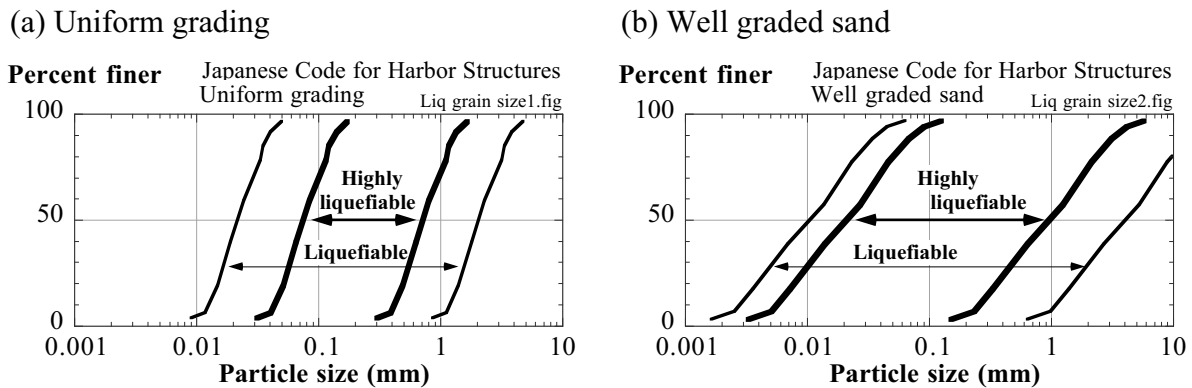 (a) Uniform grading
Percent finer
Japanese Code for Harbor Structures
Uniform grading
Liq grain size1.fig
100
Highly
liquefiable
50
Liquefiable
0
0.001 0.01 0.1 1 10
Particle size (mm)
(b) Well graded sand
Percent finer
Japanese Code for Harbor Structures
Well graded sand
Liq grain size2.fig
100
Highly
liquefiable
50
Liquefiable
0
0.001 0.01 0.1 1 10
Particle size (mm)